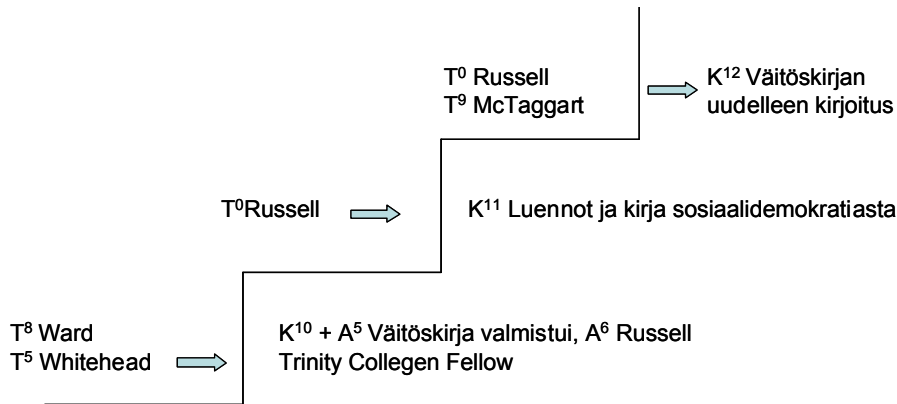 T⁰ Russell
T⁹ McTaggart
K¹² Väitöskirjan
uudelleen kirjoitus
T⁰Russell
K¹¹ Luennot ja kirja sosiaalidemokratiasta
T⁸ Ward
T⁵ Whitehead
K¹⁰ + A⁵ Väitöskirja valmistui, A⁶ Russell
Trinity Collegen Fellow